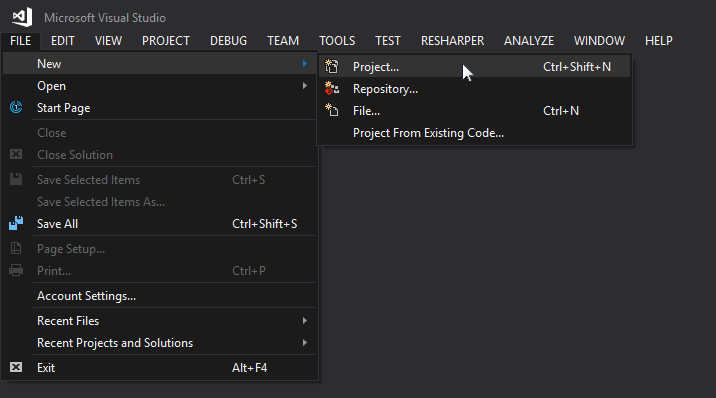 Microsoft Visual Studio
FILE EDIT VIEW PROJECT DEBUG TEAM TOOLS TEST RESHARPER ANALYZE WINDOW HELP
New
Open
Start Page
Close
Close Solution
Save Selected Items Ctrl+S
Save Selected Items As...
Save All Ctrl+Shift+S
Page Setup...
Print... Ctrl+P
Account Settings...
Recent Files
Recent Projects and Solutions
Exit Alt+F4
Project... Ctrl+Shift+N
Repository...
File... Ctrl+N
Project From Existing Code...